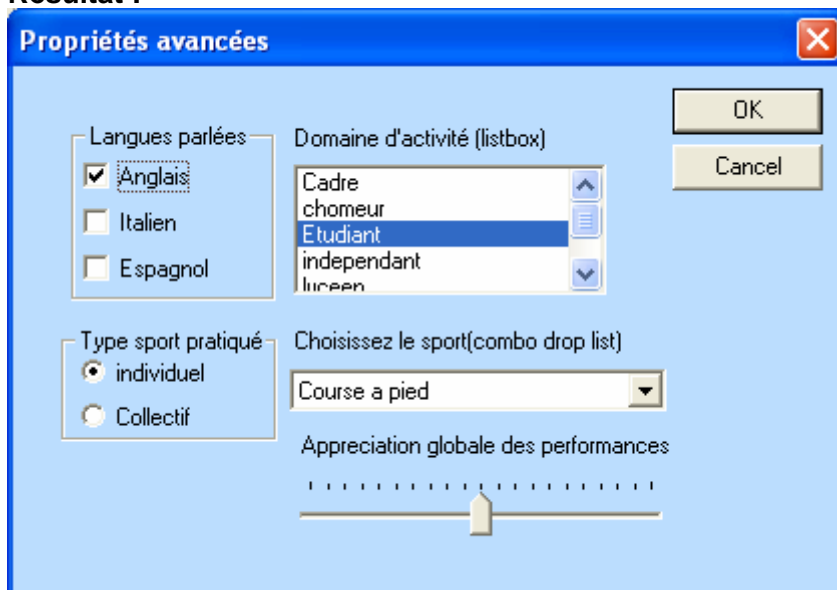 Résultat :
Propriétés avancées
OK
Cancel
Langues parlées
Anglais
Italien
Espagnol
Domaine d'activité (listbox)
Cadre
chomeur
Etudiant
independant
Type sport pratiqué
individuel
Collectif
Choisissez le sport(combo drop list)
Course a pied
Appreciation globale des performances